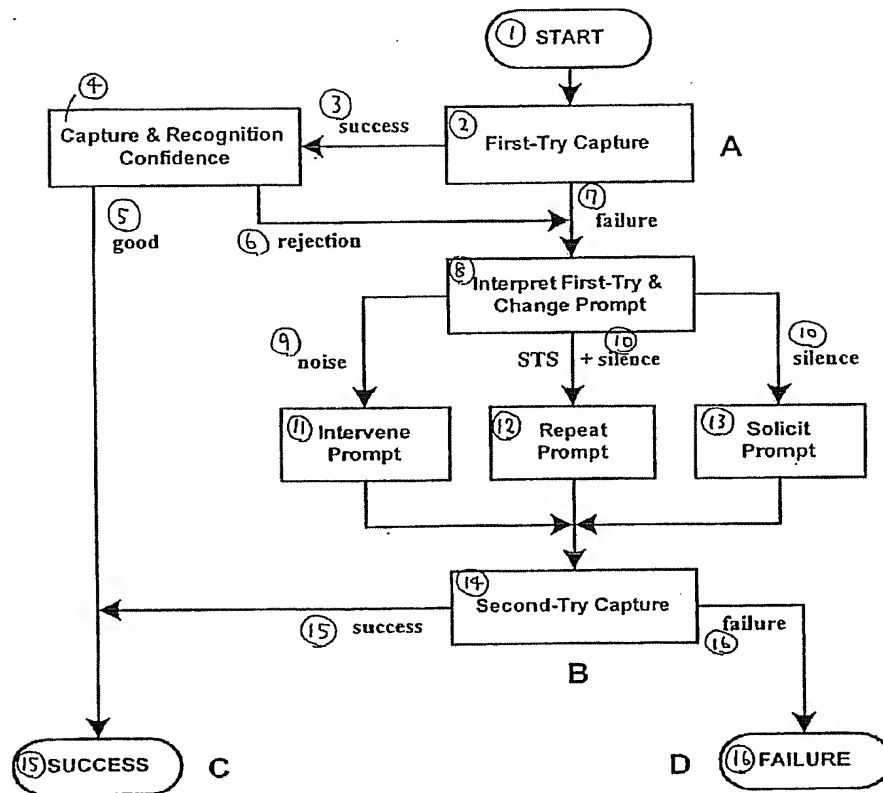 1 START
4
3
success
2
First-Try Capture
A
Capture & Recognition
Confidence
7
failure
5
good
6 rejection
8
Interpret First-Try &
Change Prompt
9
noise
10
STS + silence
10
silence
11 Intervene
Prompt
12 Repeat
Prompt
13 Solicit
Prompt
14
Second-Try Capture
15 success
failure
16
B
15 SUCCESS
C
D
16 FAILURE